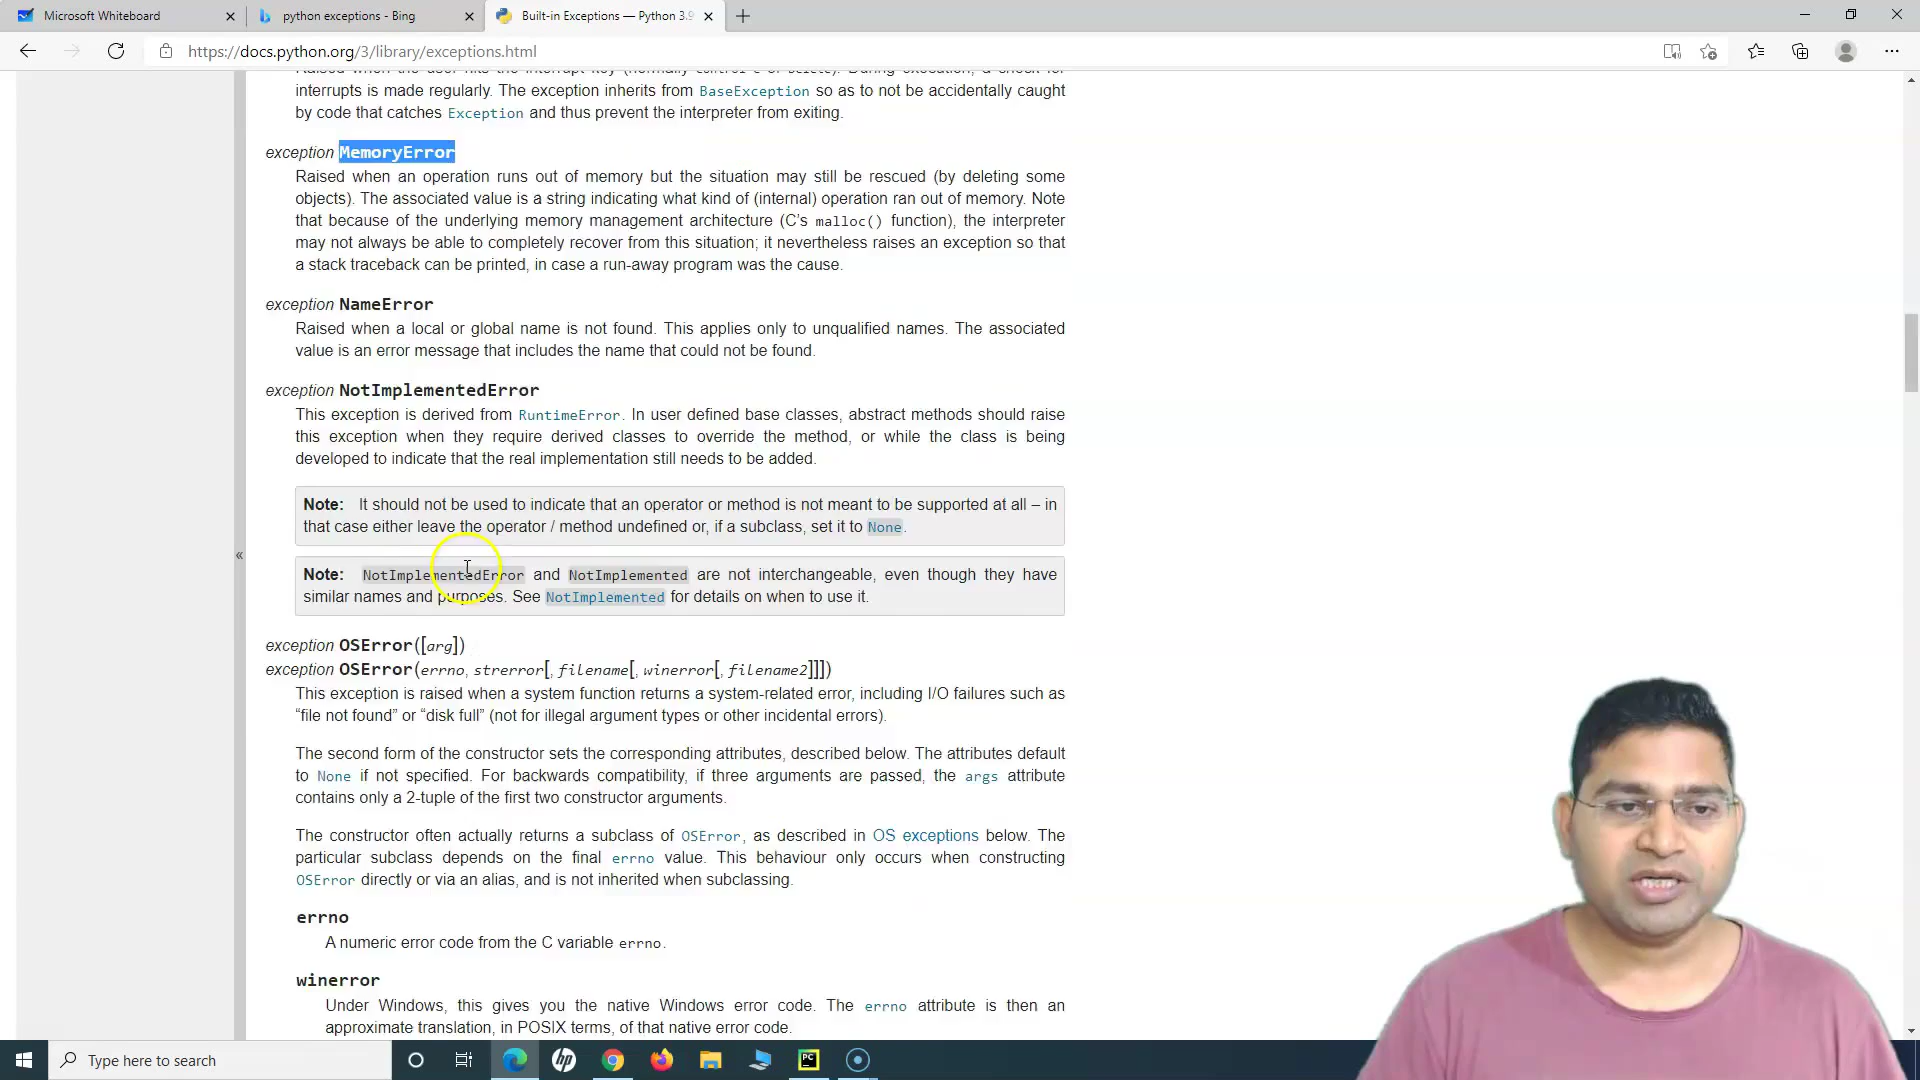 Microsoft Whiteboard
python exceptions - Bing
Built-in Exceptions — Python 3.9
https://docs.python.org/3/library/exceptions.html
interrupts is made regularly. The exception inherits from BaseException so as to not be accidentally caught
by code that catches Exception and thus prevent the interpreter from exiting.
exception MemoryError
Raised when an operation runs out of memory but the situation may still be rescued (by deleting some
objects). The associated value is a string indicating what kind of (internal) operation ran out of memory. Note
that because of the underlying memory management architecture (C’s malloc() function), the interpreter
may not always be able to completely recover from this situation; it nevertheless raises an exception so that
a stack traceback can be printed, in case a run-away program was the cause.
exception NameError
Raised when a local or global name is not found. This applies only to unqualified names. The associated
value is an error message that includes the name that could not be found.
exception NotImplementedError
This exception is derived from RuntimeError. In user defined base classes, abstract methods should raise
this exception when they require derived classes to override the method, or while the class is being
developed to indicate that the real implementation still needs to be added.
Note: It should not be used to indicate that an operator or method is not meant to be supported at all – in
that case either leave the operator / method undefined or, if a subclass, set it to None.
«
Note: NotImplementedError and NotImplemented are not interchangeable, even though they have
similar names and purposes. See NotImplemented for details on when to use it.
exception OSError([arg])
exception OSError(errno, strerror[, filename[, winerror[, filename2]]])
This exception is raised when a system function returns a system-related error, including I/O failures such as
“file not found” or “disk full” (not for illegal argument types or other incidental errors).
The second form of the constructor sets the corresponding attributes, described below. The attributes default
to None if not specified. For backwards compatibility, if three arguments are passed, the args attribute
contains only a 2-tuple of the first two constructor arguments.
The constructor often actually returns a subclass of OSError, as described in OS exceptions below. The
particular subclass depends on the final errno value. This behaviour only occurs when constructing
OSError directly or via an alias, and is not inherited when subclassing.
errno
A numeric error code from the C variable errno.
winerror
Under Windows, this gives you the native Windows error code. The errno attribute is then an
approximate translation, in POSIX terms, of that native error code.
Type here to search
hp
PC